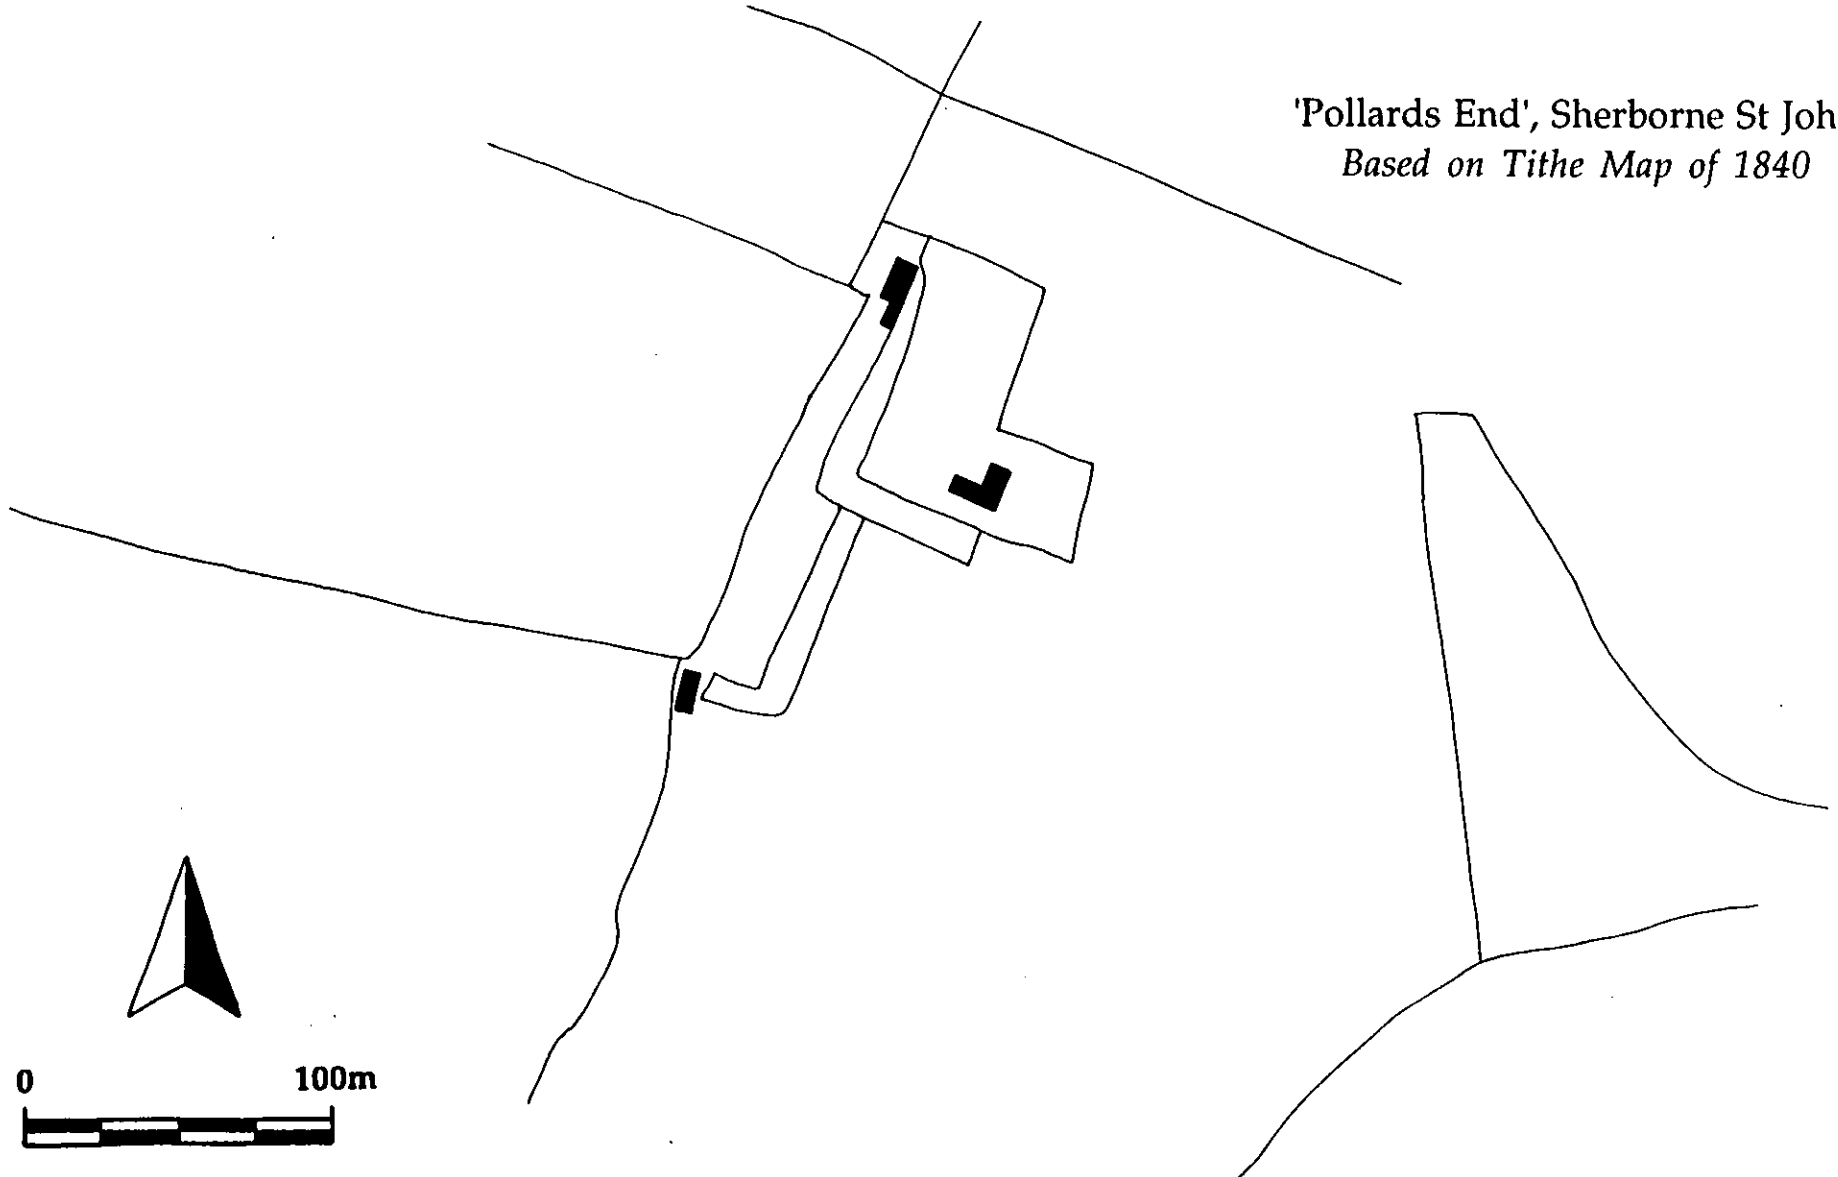 'Pollards End', Sherborne St Joh
Based on Tithe Map of 1840
0 100m